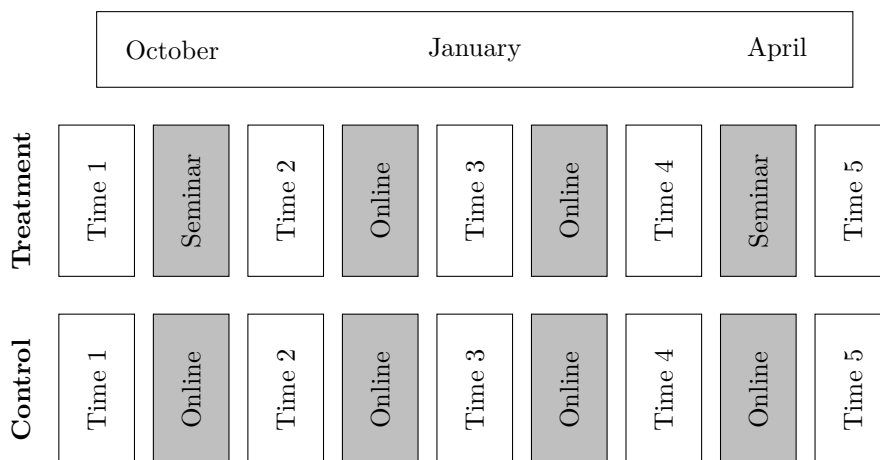 October January April
Treatment
Time 1 Seminar Time 2 Online Time 3 Online Time 4 Seminar Time 5
Control
Time 1 Online Time 2 Online Time 3 Online Time 4 Online Time 5